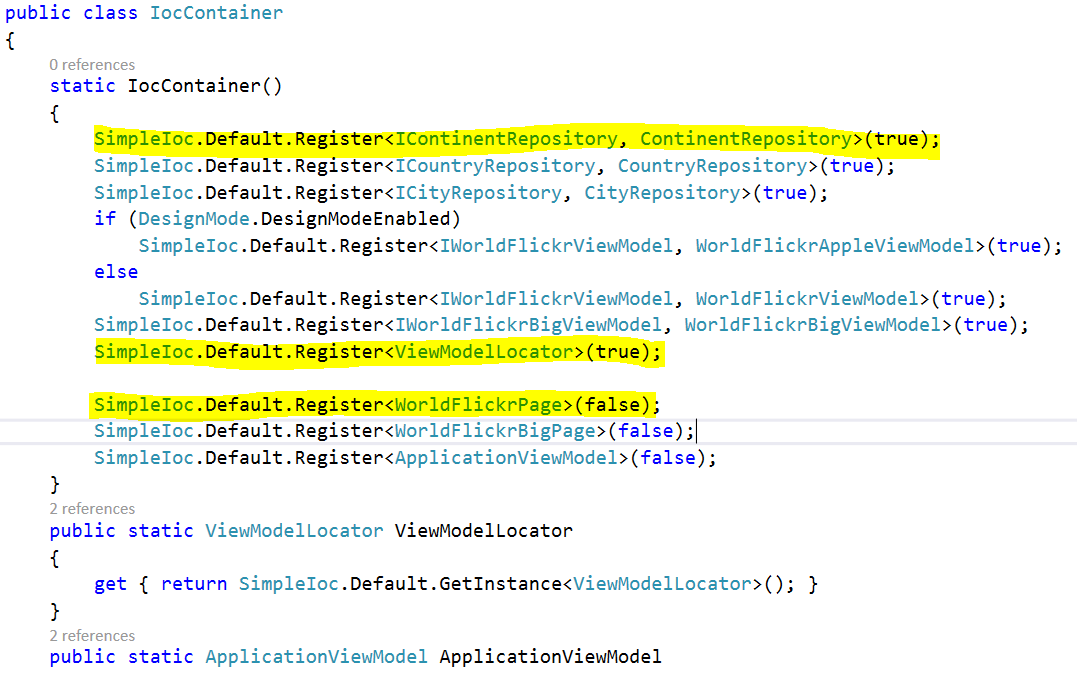 public class IocContainer
{
0 references
static IocContainer()
{
SimpleIoc.Default.Register<IContinentRepository, ContinentRepository>(true);
SimpleIoc.Default.Register<ICountryRepository, CountryRepository>(true);
SimpleIoc.Default.Register<ICityRepository, CityRepository>(true);
if (DesignMode.DesignModeEnabled)
SimpleIoc.Default.Register<IWorldFlickrViewModel, WorldFlickrAppleViewModel>(true);
else
SimpleIoc.Default.Register<IWorldFlickrViewModel, WorldFlickrViewModel>(true);
SimpleIoc.Default.Register<IWorldFlickrBigViewModel, WorldFlickrBigViewModel>(true);
SimpleIoc.Default.Register<ViewModelLocator>(true);
SimpleIoc.Default.Register<WorldFlickrPage>(false);
SimpleIoc.Default.Register<WorldFlickrBigPage>(false);
SimpleIoc.Default.Register<ApplicationViewModel>(false);
}
2 references
public static ViewModelLocator ViewModelLocator
{
get { return SimpleIoc.Default.GetInstance<ViewModelLocator>(); }
}
2 references
public static ApplicationViewModel ApplicationViewModel